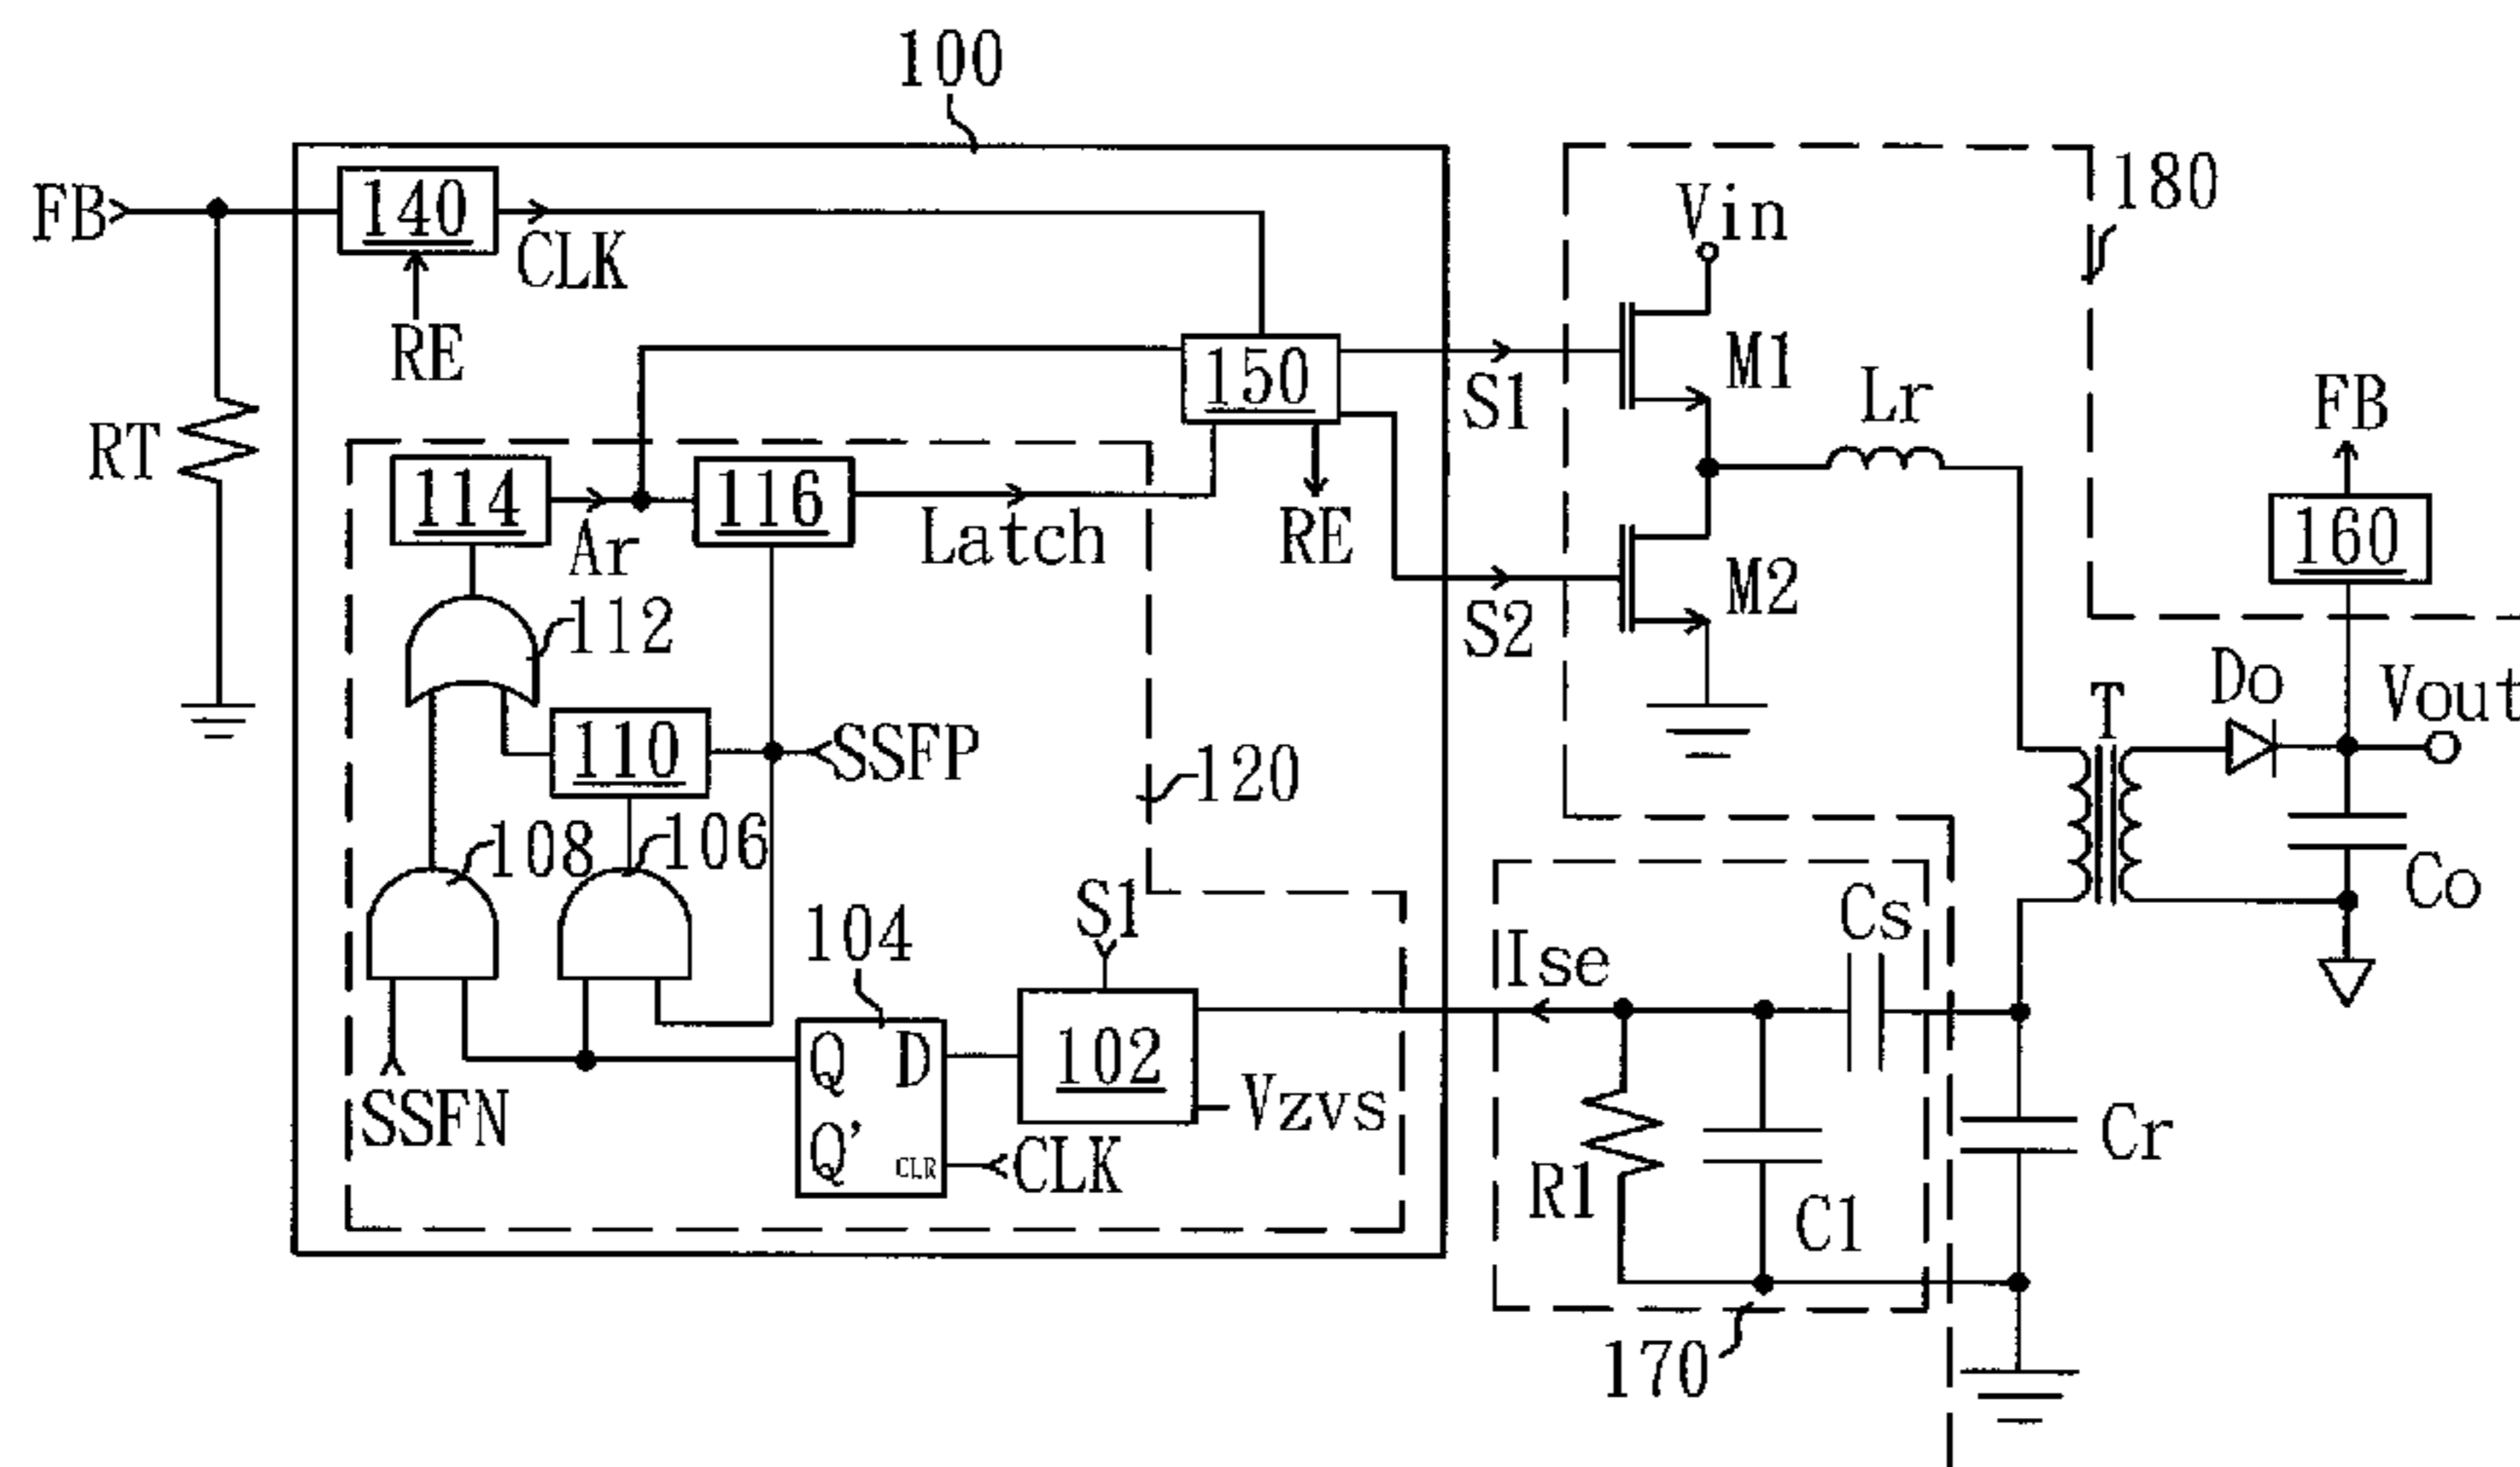 100
FB
140
CLK
RE
RT
150
S1
S2
RE
Vin
M1
M2
Lr
180
FB
160
Do
Vout
T
Co
114
Ar
116
Latch
112
110
SSFP
120
108
106
104
S1
102
Q D
Q' CLR
CLK
Vzvs
SSFN
Ise
Cs
R1
C1
Cr
170